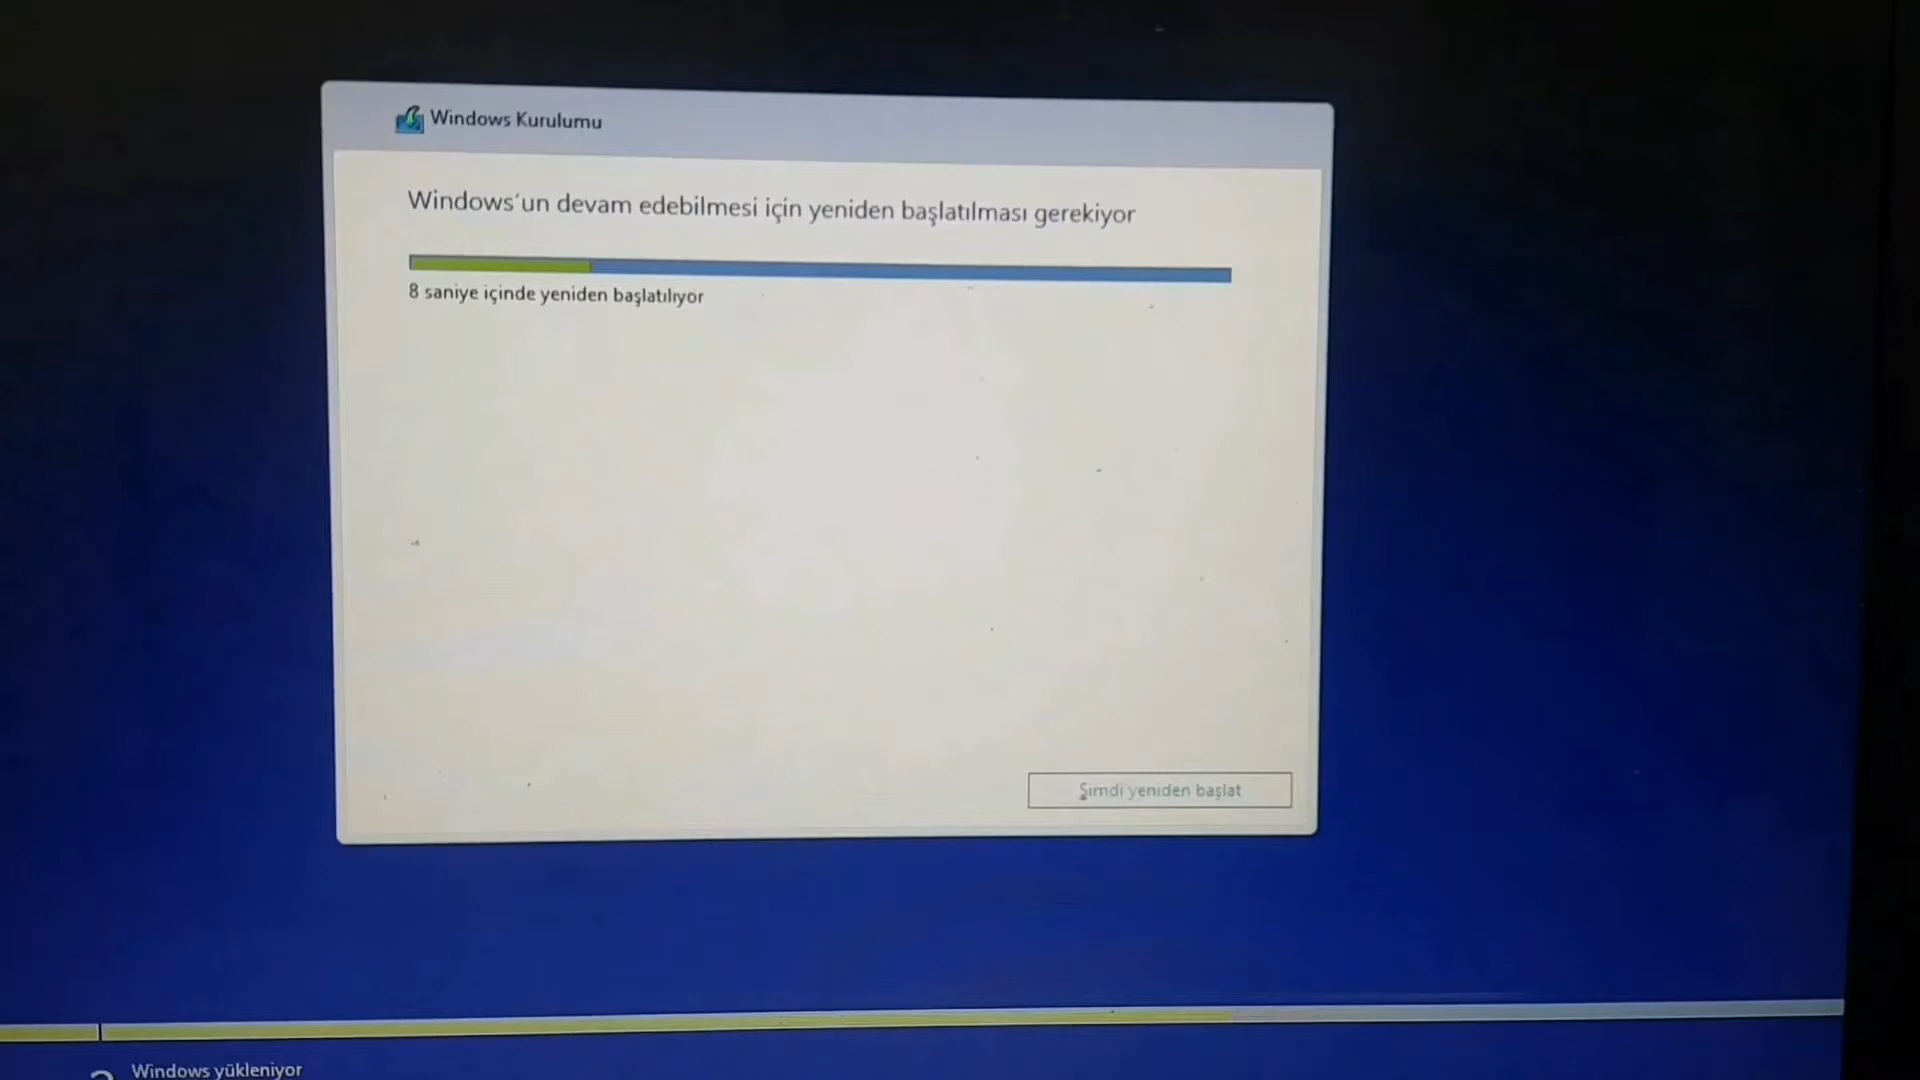 Windows Kurulumu
Windows'un devam edebilmesi için yeniden başlatılması gerekiyor
8 saniye içinde yeniden başlatılıyor
Şimdi yeniden başlat
Windows yükleniyor